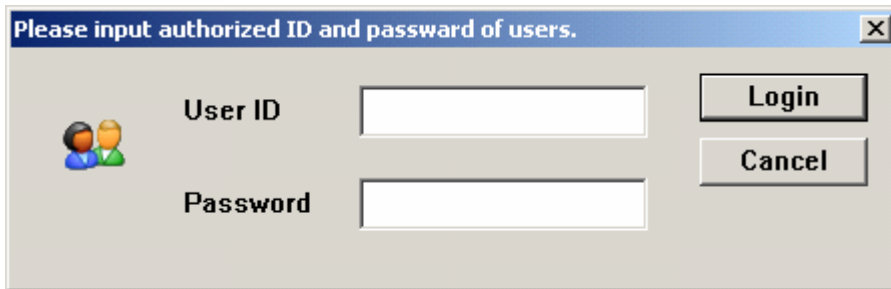 Please input authorized ID and passward of users.
User ID
Login
Cancel
Password